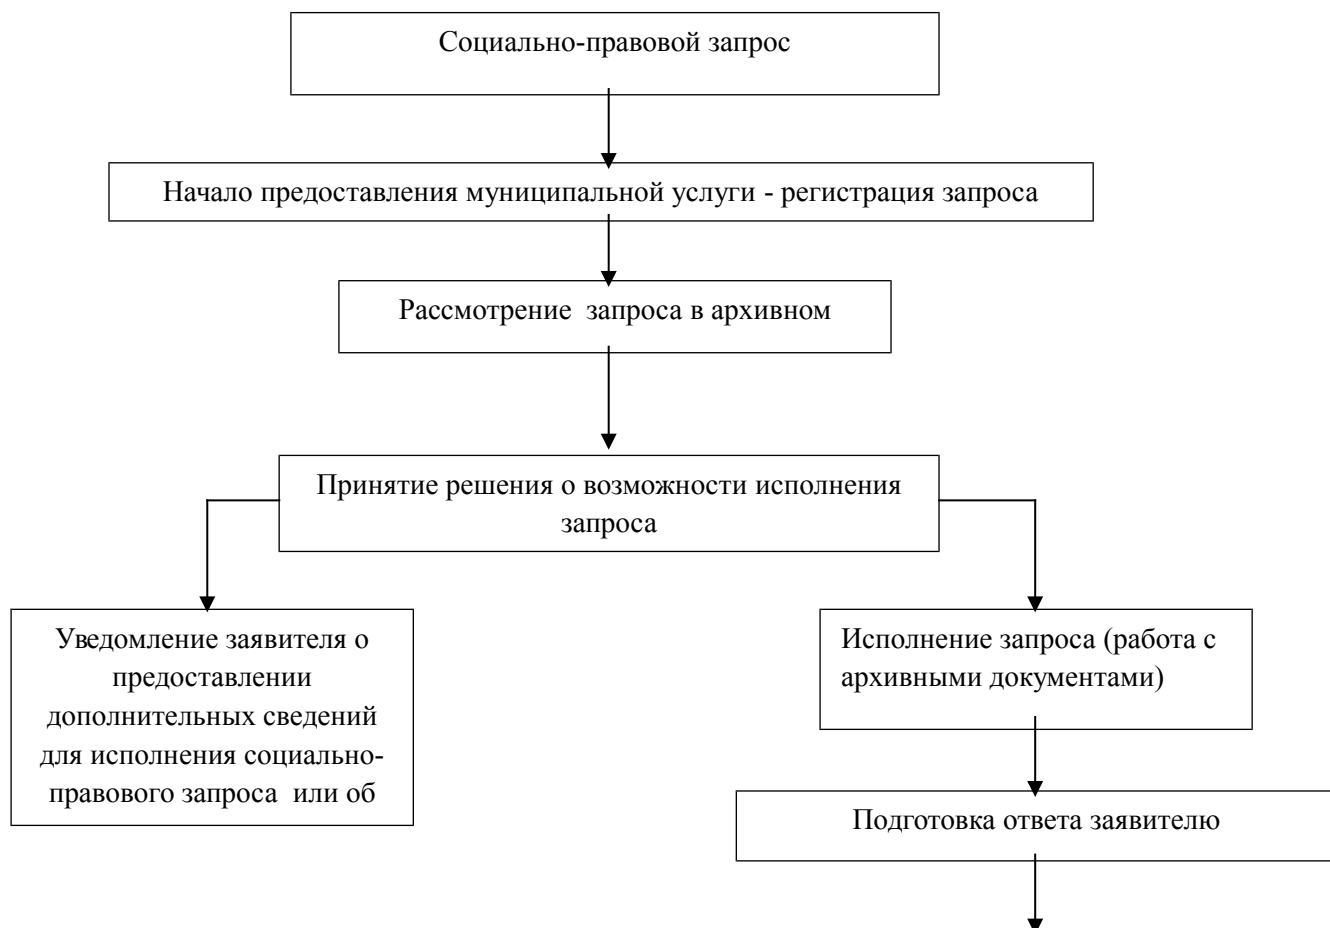 Социально-правовой запрос
Начало предоставления муниципальной услуги - регистрация запроса
Рассмотрение запроса в архивном
Принятие решения о возможности исполнения
запроса
Уведомление заявителя о
предоставлении
дополнительных сведений
для исполнения социально-
правового запроса или об
Исполнение запроса (работа с
архивными документами)
Подготовка ответа заявителю